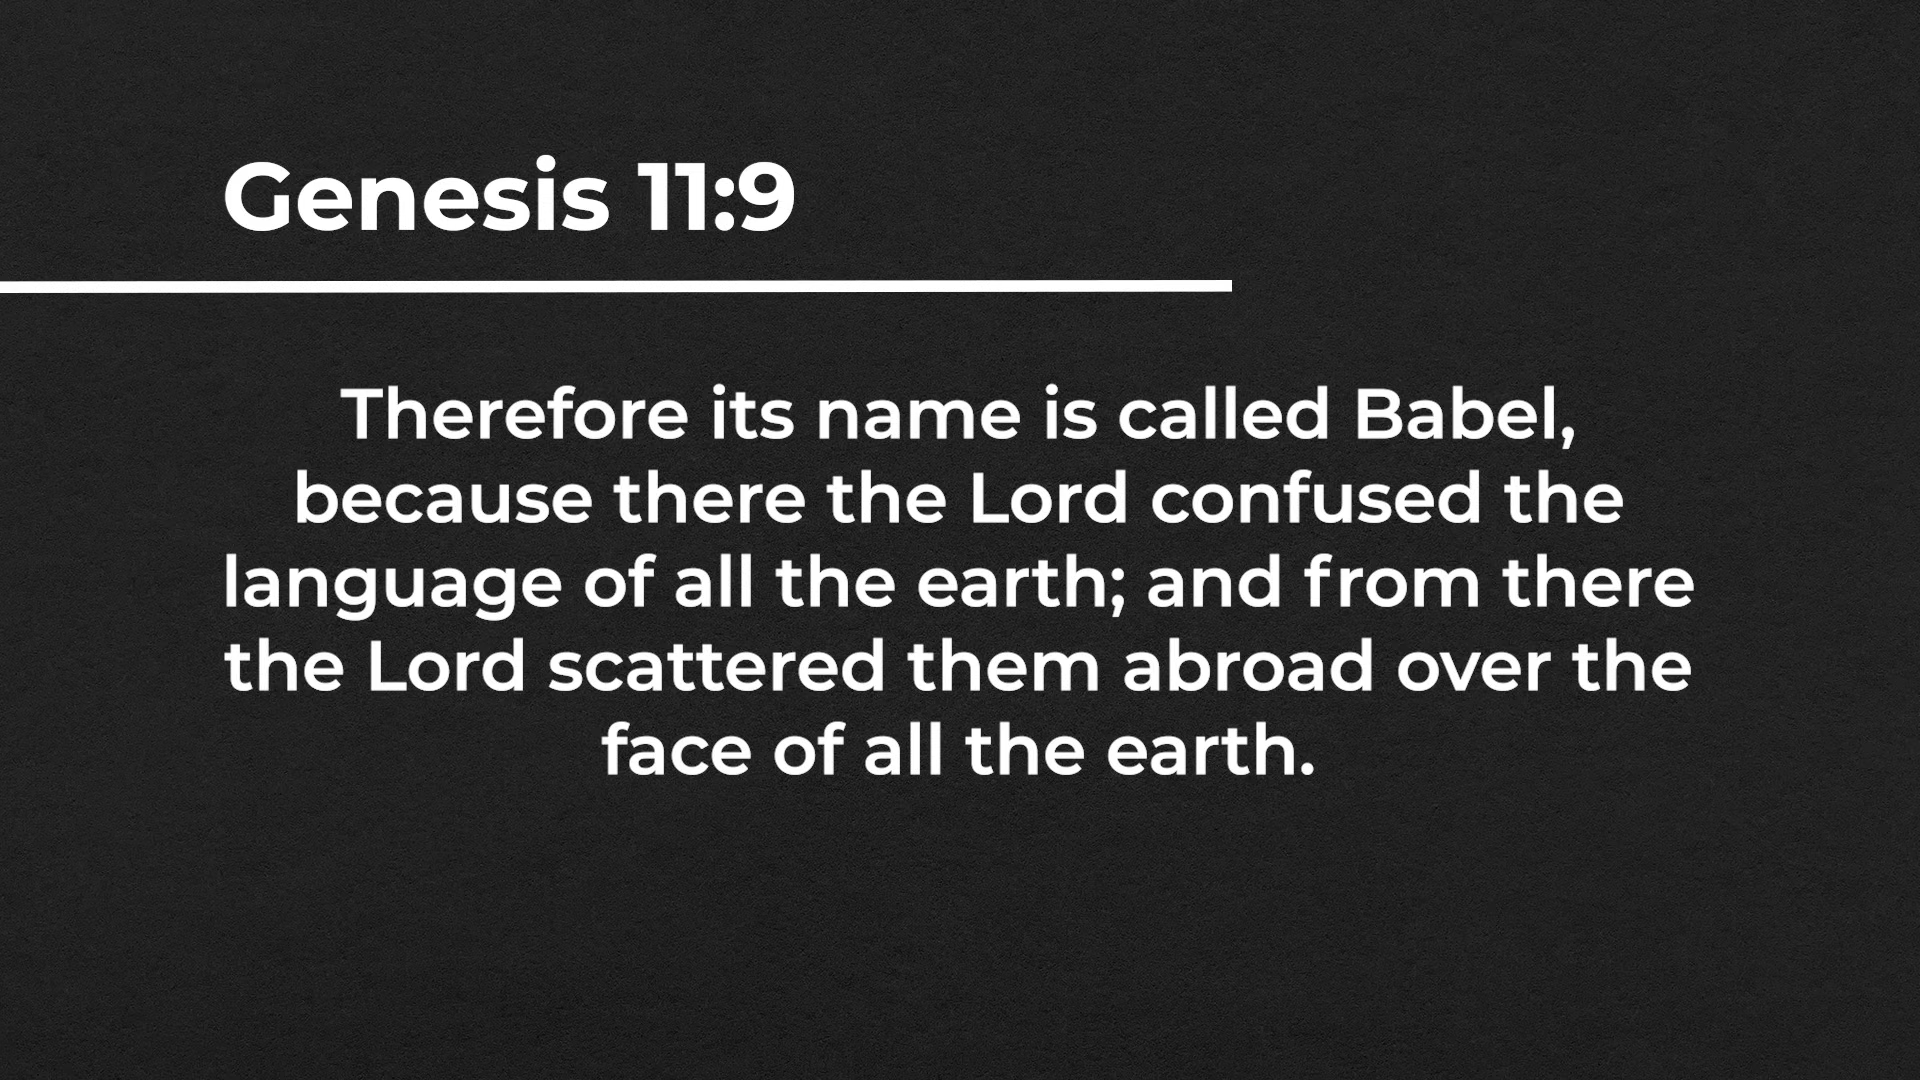 Genesis 11:9
Therefore its name is called Babel,
because there the Lord confused the
language of all the earth; and from there
the Lord scattered them abroad over the
face of all the earth.